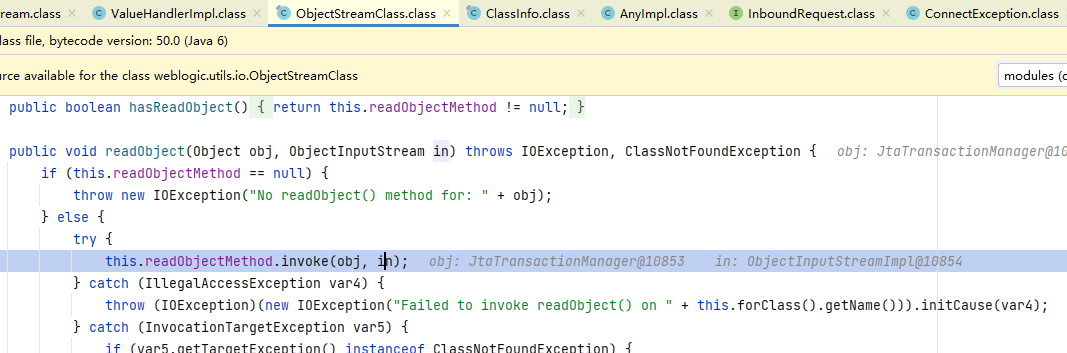 ream.class ValueHandlerImpl.class ObjectStreamClass.class ClassInfo.class AnyImpl.class InboundRequest.class ConnectException.class
lass file, bytecode version: 50.0 (Java 6)
urce available for the class weblogic.utils.io.ObjectStreamClass modules (c
public boolean hasReadObject() { return this.readObjectMethod != null; }
public void readObject(Object obj, ObjectInputStream in) throws IOException, ClassNotFoundException { obj: JtaTransactionManager@10
if (this.readObjectMethod == null) {
throw new IOException("No readObject() method for: " + obj);
} else {
try {
this.readObjectMethod.invoke(obj, in); obj: JtaTransactionManager@10853 in: ObjectInputStreamImpl@10854
} catch (IllegalAccessException var4) {
throw (IOException)(new IOException("Failed to invoke readObject() on " + this.forClass().getName())).initCause(var4);
} catch (InvocationTargetException var5) {
if (var5.getTargetException() instanceof ClassNotFoundException) {